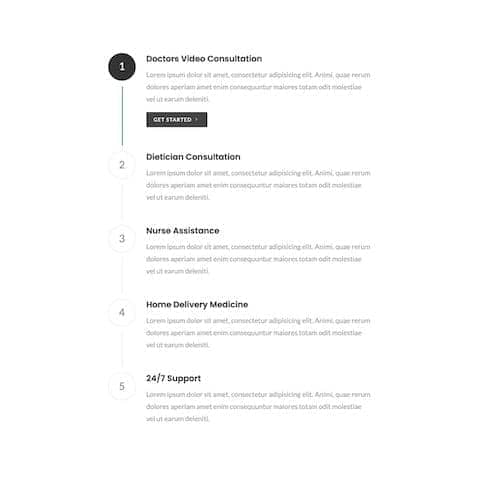 1
Doctors Video Consultation
Lorem ipsum dolor sit amet, consectetur adipisicing elit. Animi, quae rerum
dolores aperiam amet enim consequuntur maiores totam odit molestiae
vel ut earum deleniti.
GET STARTED >
2
Dietician Consultation
Lorem ipsum dolor sit amet, consectetur adipisicing elit. Animi, quae rerum
dolores aperiam amet enim consequuntur maiores totam odit molestiae
vel ut earum deleniti.
3
Nurse Assistance
Lorem ipsum dolor sit amet, consectetur adipisicing elit. Animi, quae rerum
dolores aperiam amet enim consequuntur maiores totam odit molestiae
vel ut earum deleniti.
4
Home Delivery Medicine
Lorem ipsum dolor sit amet, consectetur adipisicing elit. Animi, quae rerum
dolores aperiam amet enim consequuntur maiores totam odit molestiae
vel ut earum deleniti.
5
24/7 Support
Lorem ipsum dolor sit amet, consectetur adipisicing elit. Animi, quae rerum
dolores aperiam amet enim consequuntur maiores totam odit molestiae
vel ut earum deleniti.